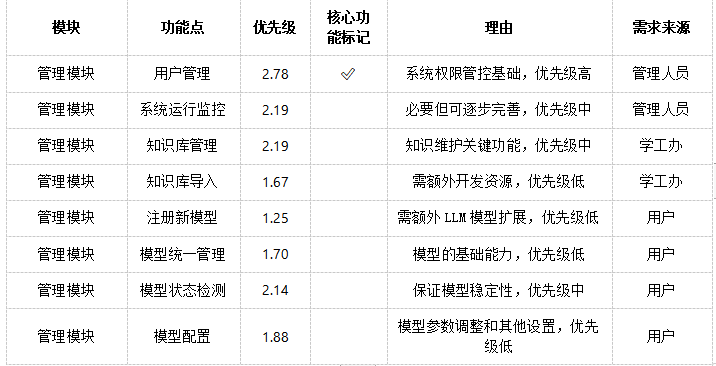 模块 功能点 优先级 核心功能标记 理由 需求来源
管理模块 用户管理 2.78 ✓ 系统权限管控基础，优先级高 管理人员
管理模块 系统运行监控 2.19 必要但可逐步完善，优先级中 管理人员
管理模块 知识库管理 2.19 知识维护关键功能，优先级中 学工办
管理模块 知识库导入 1.67 需额外开发资源，优先级低 学工办
管理模块 注册新模型 1.25 需额外 LLM 模型扩展，优先级低 用户
管理模块 模型统一管理 1.70 模型的基础能力，优先级低 用户
管理模块 模型状态检测 2.14 保证模型稳定性，优先级中 用户
管理模块 模型配置 1.88 模型参数调整和其他设置，优先级低 用户